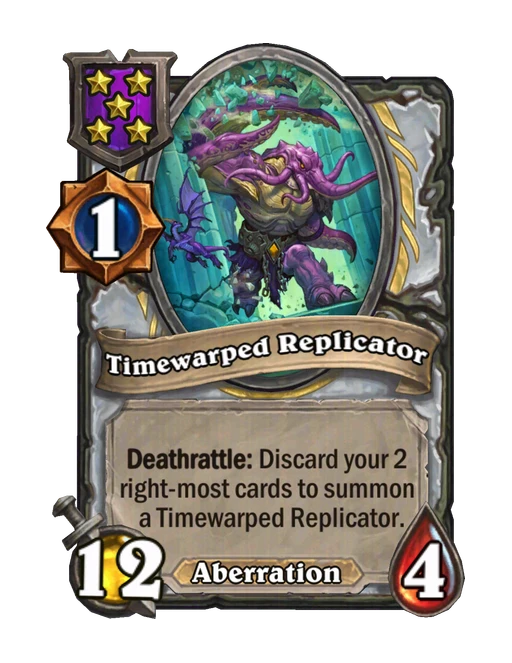 1
Timewarped Replicator
Deathrattle: Discard your 2
right-most cards to summon
a Timewarped Replicator.
12
Aberration
4